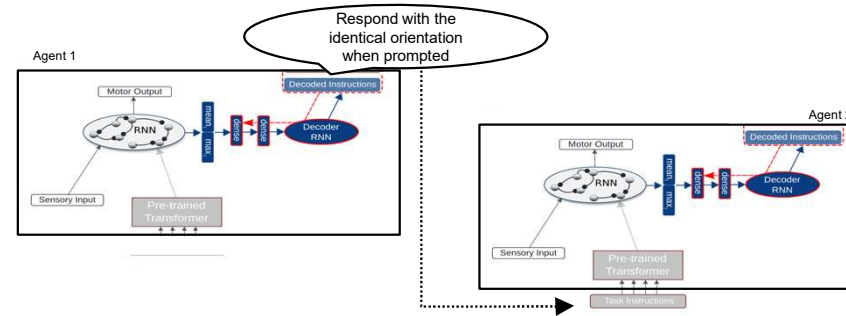 Respond with the
identical orientation
when prompted
Agent 1
Decoded Instructions
Motor Output
RNN
mean,
max,
dense
dense
Decoder
RNN
Sensory Input
Pre-trained
Transformer
Agent
Decoded Instructions
Motor Output
RNN
mean,
max,
dense
dense
Decoder
RNN
Sensory Input
Pre-trained
Transformer
Task Instructions